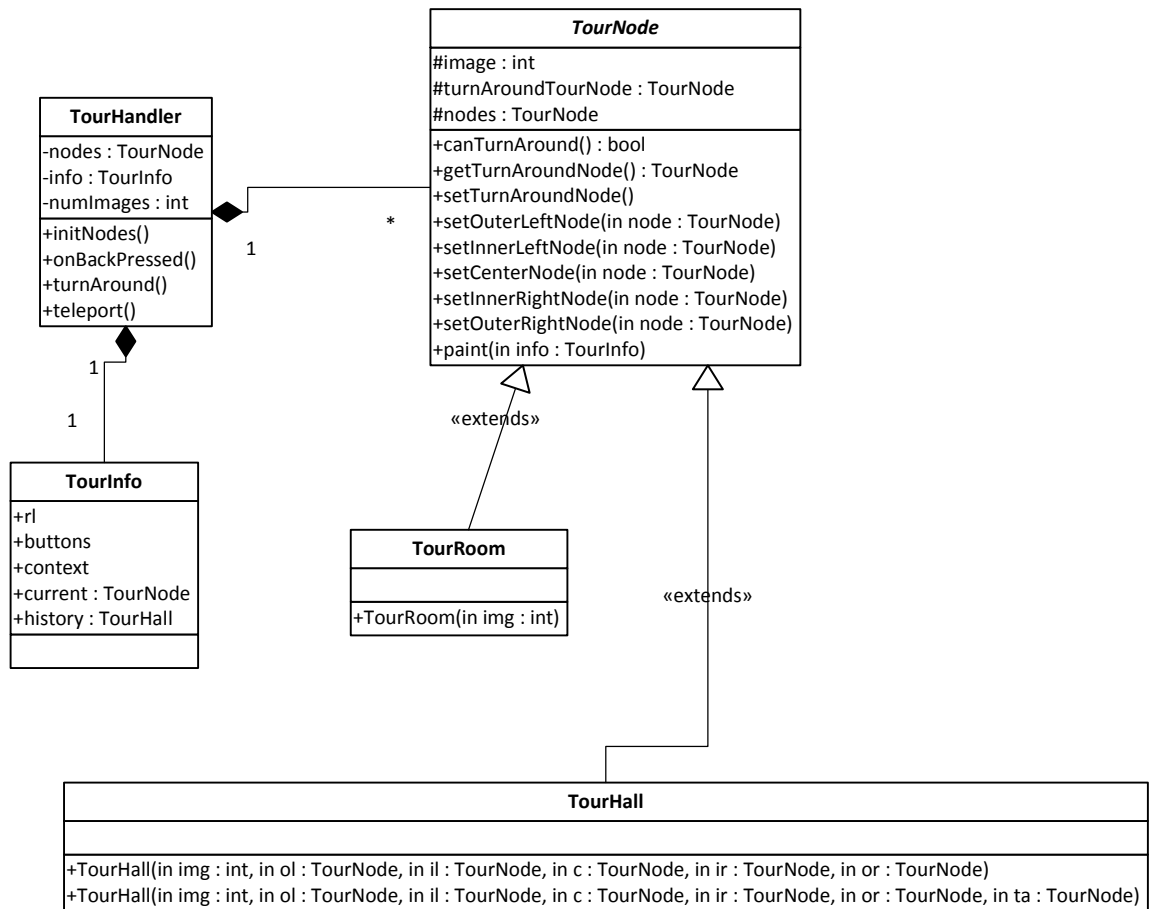 TourNode
#image : int
#turnAroundTourNode : TourNode
#nodes : TourNode
+canTurnAround() : bool
+getTurnAroundNode() : TourNode
+setTurnAroundNode()
+setOuterLeftNode(in node : TourNode)
+setInnerLeftNode(in node : TourNode)
+setCenterNode(in node : TourNode)
+setInnerRightNode(in node : TourNode)
+setOuterRightNode(in node : TourNode)
+paint(in info : TourInfo)
TourHandler
-nodes : TourNode
-info : TourInfo
-numImages : int
+initNodes()
+onBackPressed()
+turnAround()
+teleport()
1
*
1
1
TourInfo
+rl
+buttons
+context
+current : TourNode
+history : TourHall
«extends»
TourRoom
+TourRoom(in img : int)
«extends»
TourHall
+TourHall(in img : int, in ol : TourNode, in il : TourNode, in c : TourNode, in ir : TourNode, in or : TourNode)
+TourHall(in img : int, in ol : TourNode, in il : TourNode, in c : TourNode, in ir : TourNode, in or : TourNode, in ta : TourNode)